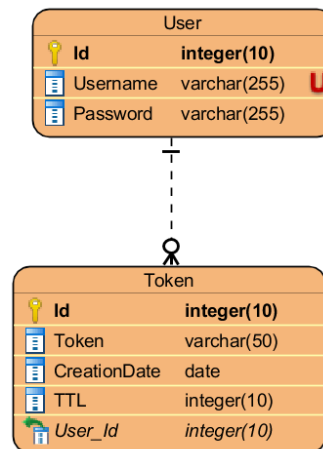 User
Id integer(10)
Username varchar(255) U
Password varchar(255)
Token
Id integer(10)
Token varchar(50)
CreationDate date
TTL integer(10)
User_Id integer(10)